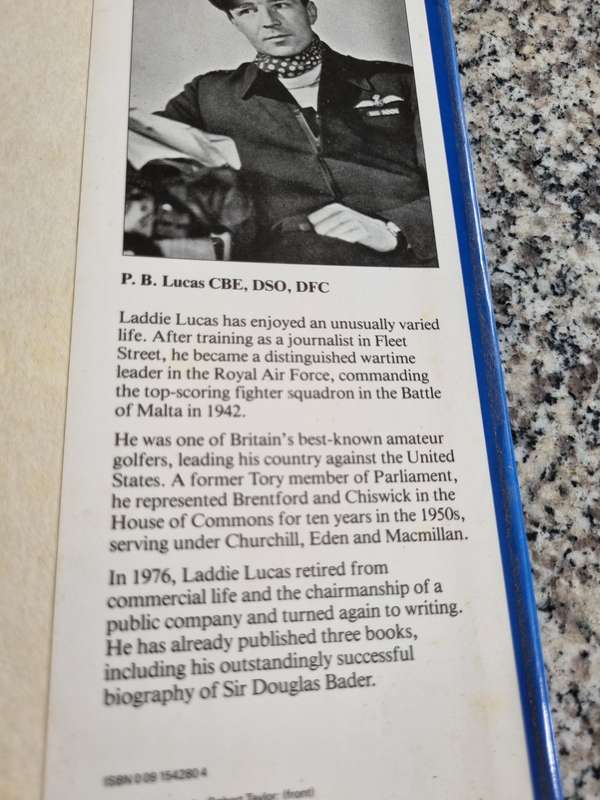 P. B. Lucas CBE, DSO, DFC
Laddie Lucas has enjoyed an unusually varied
life. After training as a journalist in Fleet
Street, he became a distinguished wartime
leader in the Royal Air Force, commanding
the top-scoring fighter squadron in the Battle
of Malta in 1942.
He was one of Britain's best-known amateur
golfers, leading his country against the United
States. A former Tory member of Parliament,
he represented Brentford and Chiswick in the
House of Commons for ten years in the 1950s,
serving under Churchill, Eden and Macmillan.
In 1976, Laddie Lucas retired from
commercial life and the chairmanship of a
public company and turned again to writing.
He has already published three books,
including his outstandingly successful
biography of Sir Douglas Bader.
ISBN 0 09 154280 4
Robert Taylor: (front)